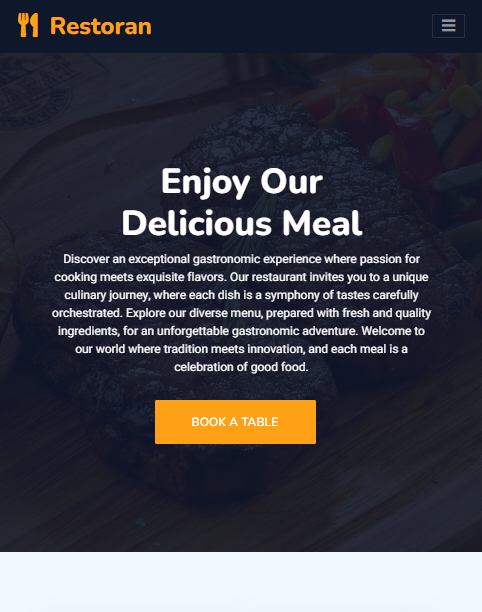 Restoran
Enjoy Our
Delicious Meal
Discover an exceptional gastronomic experience where passion for
cooking meets exquisite flavors. Our restaurant invites you to a unique
culinary journey, where each dish is a symphony of tastes carefully
orchestrated. Explore our diverse menu, prepared with fresh and quality
ingredients, for an unforgettable gastronomic adventure. Welcome to
our world where tradition meets innovation, and each meal is a
celebration of good food.
BOOK A TABLE